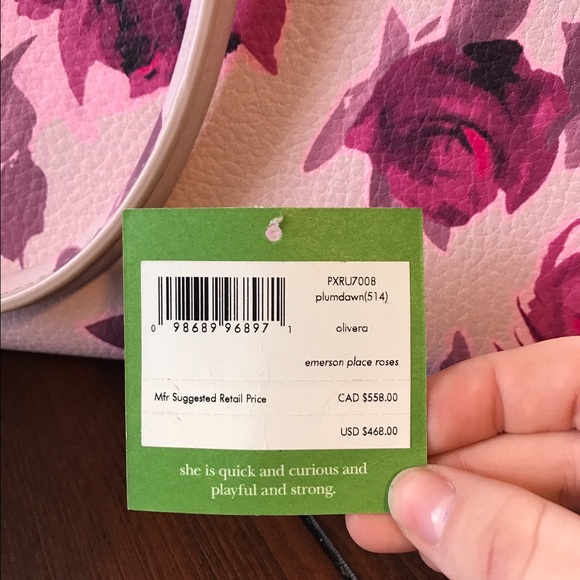 PXRU7008
plumdawn(514)
0 98689 96897 1
olivera
emerson place roses
Mfr Suggested Retail Price CAD $558.00
USD $468.00
she is quick and curious and
playful and strong.